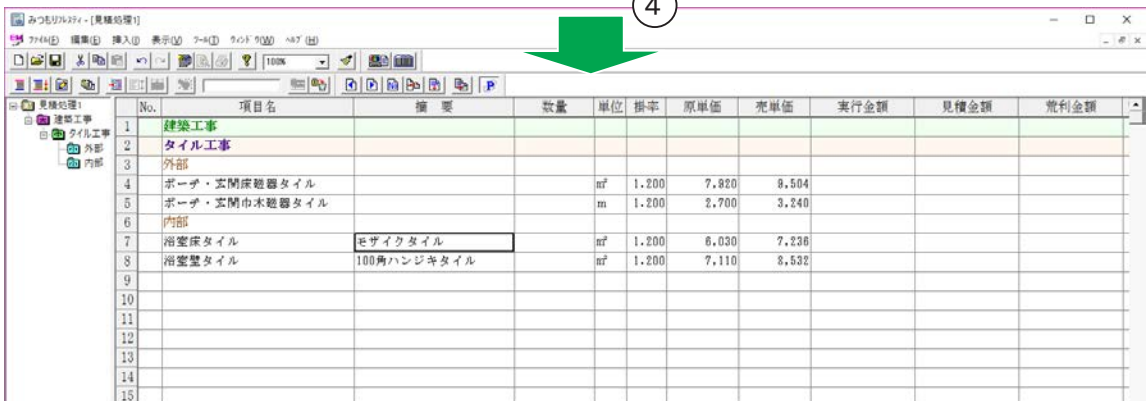 ④
みつもりフレスティ - [見積処理1]
ファイル(F) 編集(E) 挿入(I) 表示(V) ツール(T) ウィンドウ(W) ヘルプ(H)
100%
P
見積処理1
建築工事
タイル工事
外部
内部
No. 項目名 摘 要 数量 単位 掛率 原単価 売単価 実行金額 見積金額 荒利金額
1 建築工事
2 タイル工事
3 外部
4 ポーチ・玄関床磁器タイル ㎡ 1.200 7,920 9,504
5 ポーチ・玄関巾木磁器タイル m 1.200 2,700 3,240
6 内部
7 浴室床タイル モザイクタイル ㎡ 1.200 6,030 7,236
8 浴室壁タイル 100角ハンジキタイル ㎡ 1.200 7,110 8,532
9
10
11
12
13
14
15